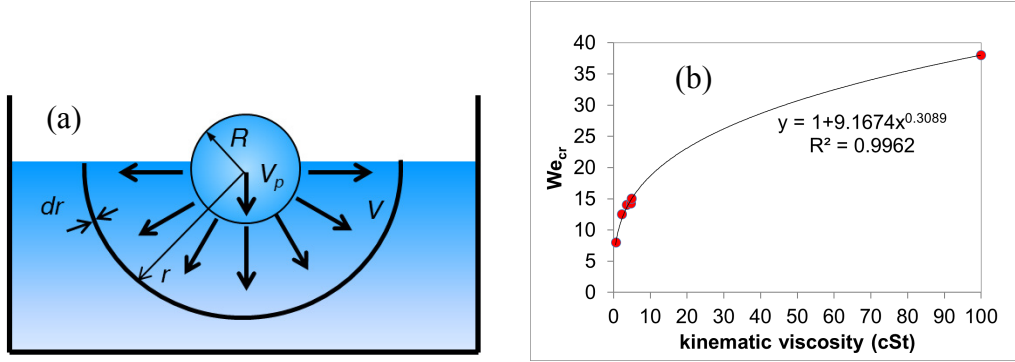 (a)
R
V_p
dr
V
r
(b)
We_cr
40
35
30
25
20
15
10
5
0
y = 1+9.1674x^0.3089
R² = 0.9962
0 10 20 30 40 50 60 70 80 90 100
kinematic viscosity (cSt)